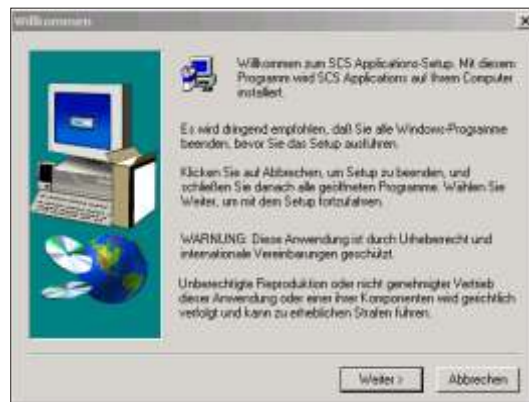 Willkommen
Willkommen zum SCS Applications-Setup. Mit diesem
Programm wird SCS Applications auf Ihrem Computer
installiert.
Es wird dringend empfohlen, daß Sie alle Windows-Programme
beenden, bevor Sie das Setup ausführen.
Klicken Sie auf Abbrechen, um Setup zu beenden, und
schließen Sie danach alle geöffneten Programme. Wählen Sie
Weiter, um mit dem Setup fortzufahren.
WARNUNG: Diese Anwendung ist durch Urheberrecht und
internationale Vereinbarungen geschützt.
Unberechtigte Reproduktion oder nicht genehmigter Vertrieb
dieser Anwendung oder einer ihrer Komponenten wird gerichtlich
verfolgt und kann zu erheblichen Strafen führen.
Weiter >
Abbrechen